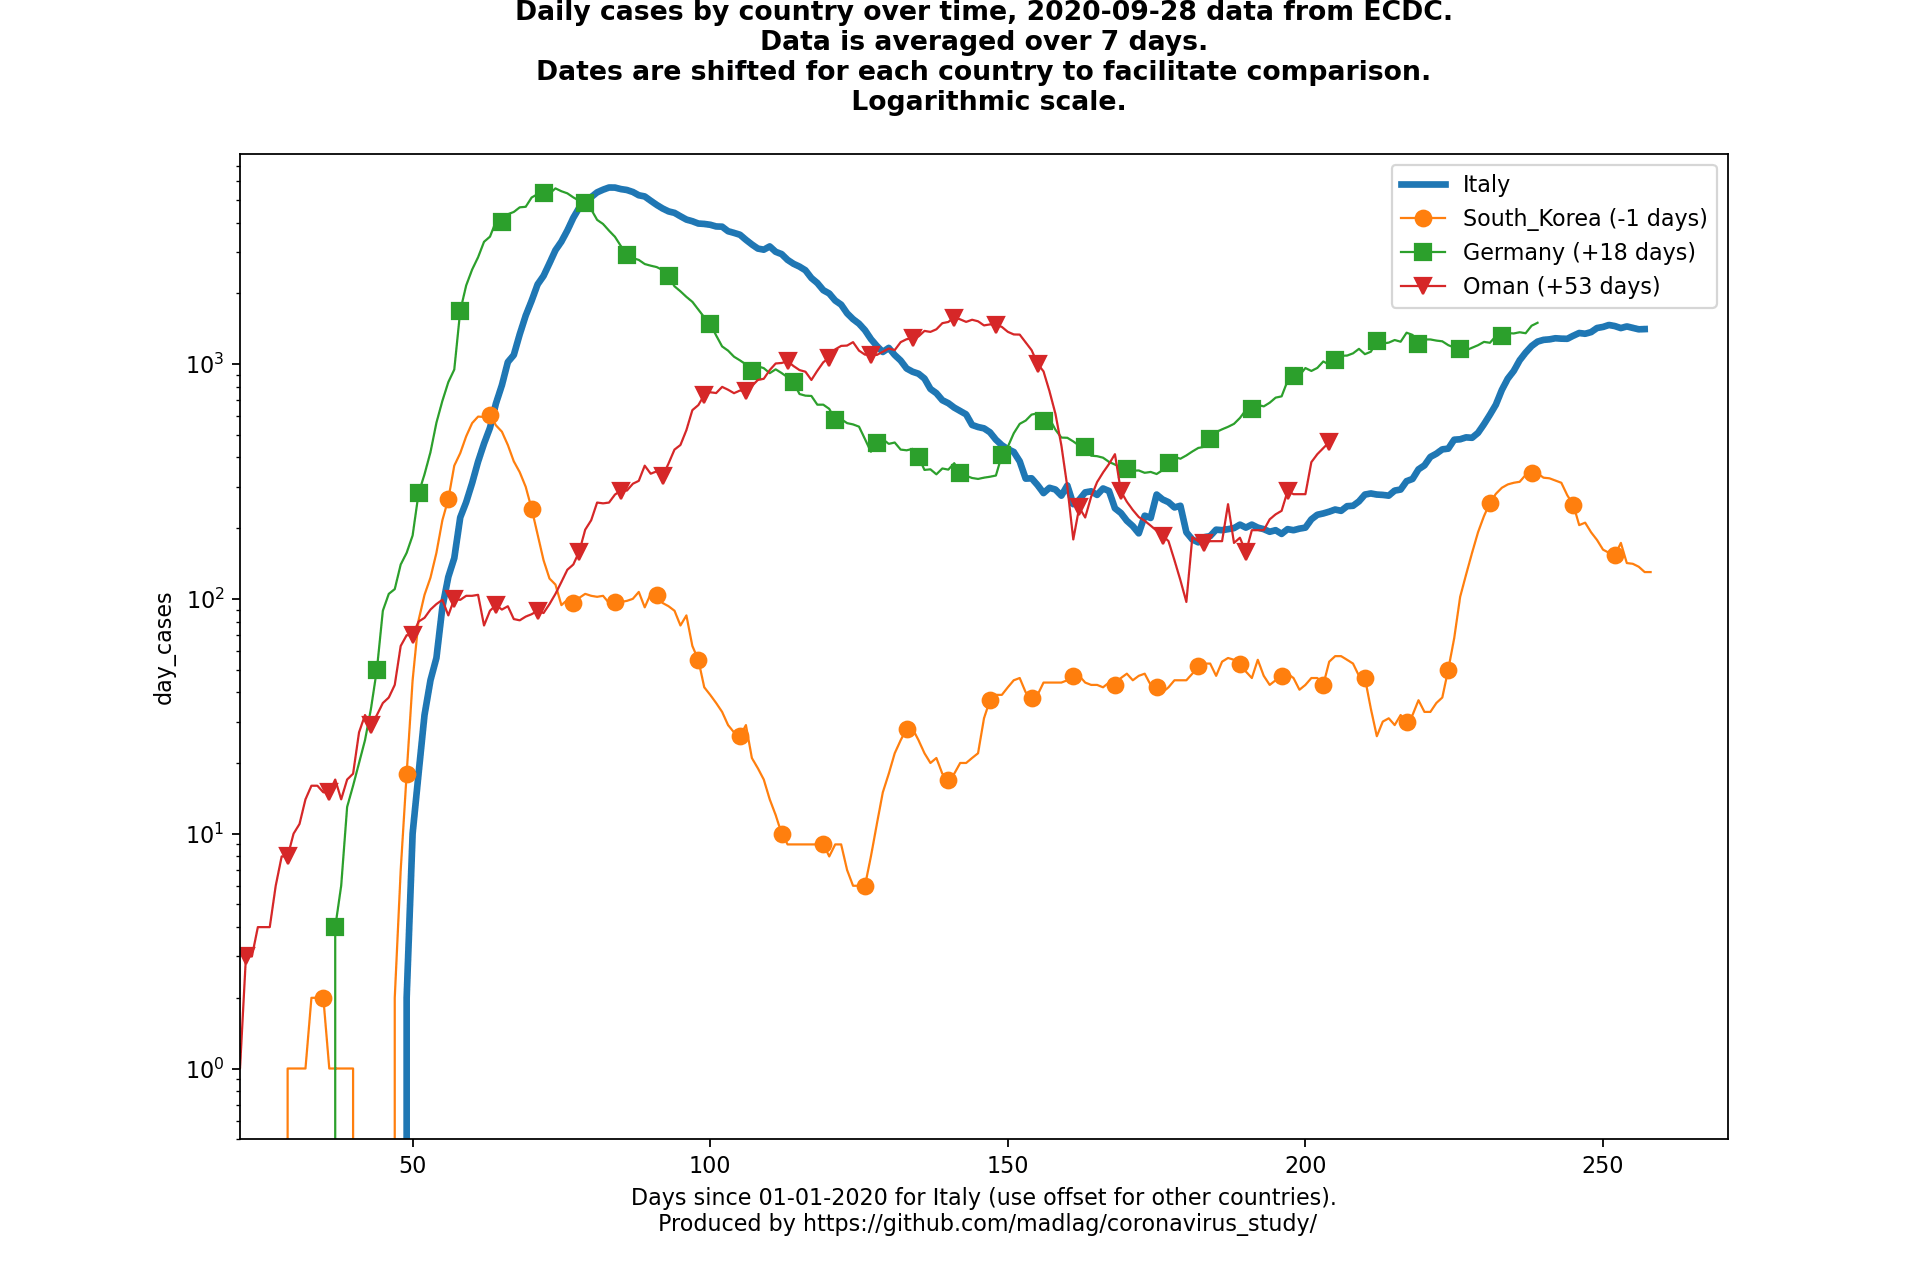 Daily cases by country over time, 2020-09-28 data from ECDC.
Data is averaged over 7 days.
Dates are shifted for each country to facilitate comparison.
Logarithmic scale.
Italy
South_Korea (-1 days)
Germany (+18 days)
Oman (+53 days)
10³
10²
10¹
10⁰
day_cases
50 100 150 200 250
Days since 01-01-2020 for Italy (use offset for other countries).
Produced by https://github.com/madlag/coronavirus_study/